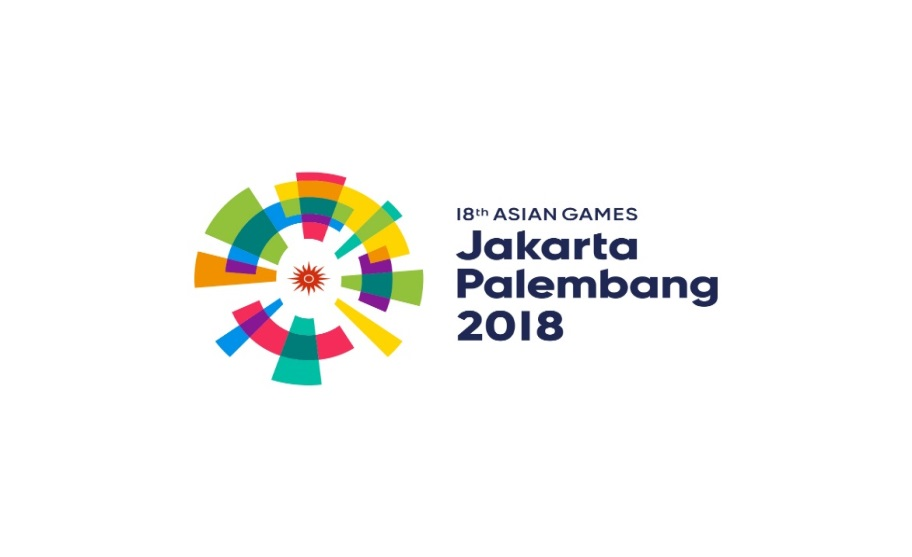 18th ASIAN GAMES
Jakarta
Palembang
2018